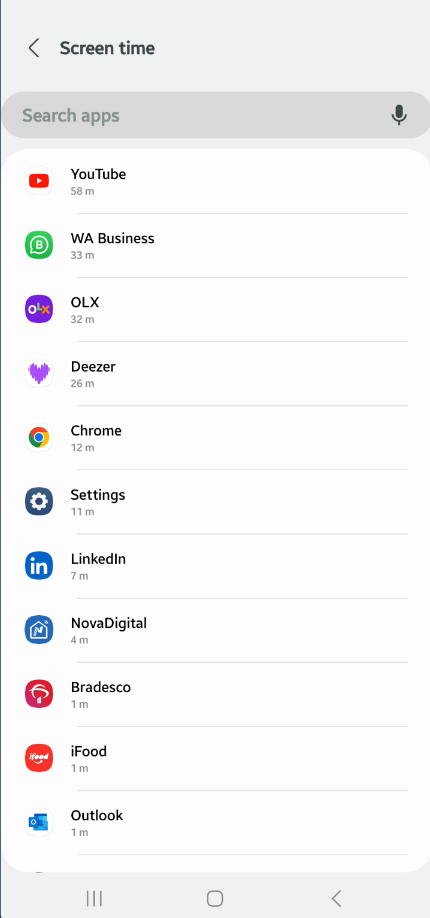 Screen time
Search apps
YouTube
58 m
WA Business
33 m
OLX
OLX
32 m
Deezer
26 m
Chrome
12 m
Settings
11 m
in
LinkedIn
7 m
NovaDigital
4 m
Bradesco
1 m
ifood
iFood
1 m
Outlook
1 m